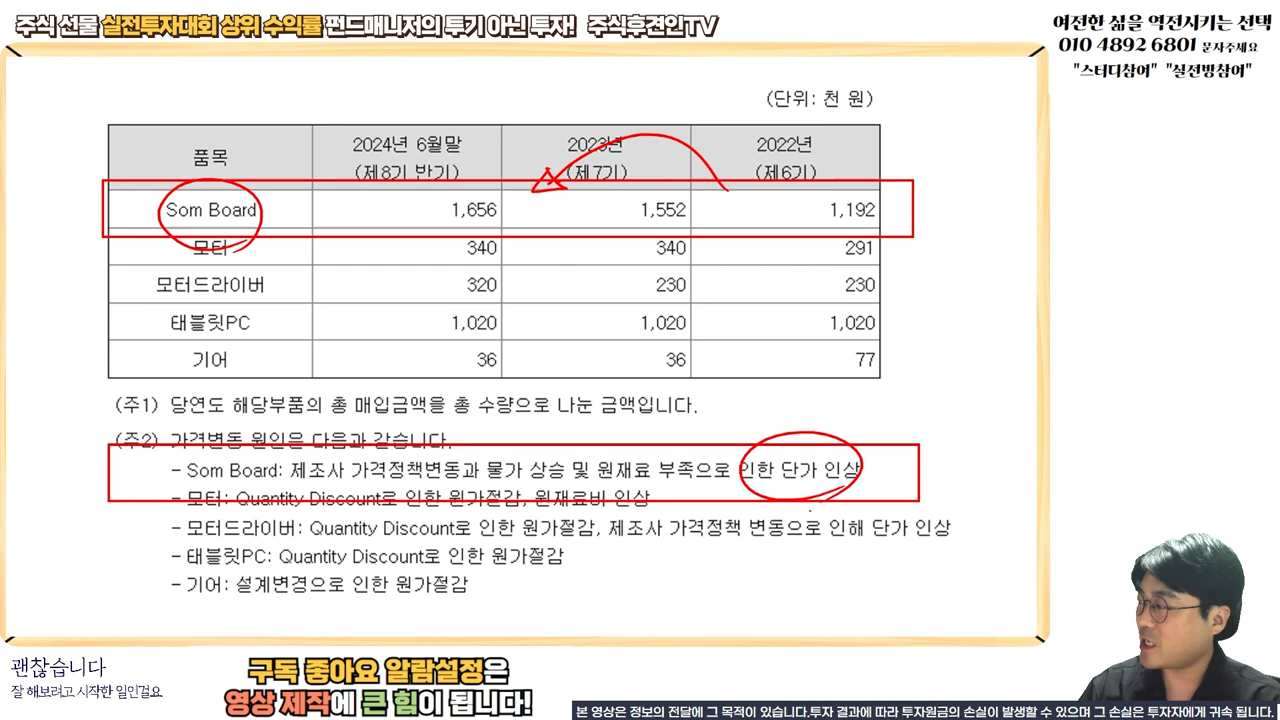 주식 선물 실전투자대회 상위 수익률 펀드매니저의 투기 아닌 투자! 주식후견인TV
여전한 삶을 역전시키는 선택
010 4892 6801 문자주세요
"스터디참여" "실전방참여"
(단위: 천 원)
품목 2024년 6월말 (제8기 반기) 2023년 (제7기) 2022년 (제6기)
Som Board 1,656 1,552 1,192
모터 340 340 291
모터드라이버 320 230 230
태블릿PC 1,020 1,020 1,020
기어 36 36 77
(주1) 당연도 해당부품의 총 매입금액을 총 수량으로 나눈 금액입니다.
(주2) 가격변동 원인은 다음과 같습니다.
- Som Board: 제조사 가격정책변동과 물가 상승 및 원재료 부족으로 인한 단가 인상
- 모터: Quantity Discount로 인한 원가절감, 원재료비 인상
- 모터드라이버: Quantity Discount로 인한 원가절감, 제조사 가격정책 변동으로 인해 단가 인상
- 태블릿PC: Quantity Discount로 인한 원가절감
- 기어: 설계변경으로 인한 원가절감
괜찮습니다
잘 해보려고 시작한 일인걸요
구독 좋아요 알람설정은
영상 제작에 큰 힘이 됩니다!
본 영상은 정보의 전달에 그 목적이 있습니다.투자 결과에 따라 투자원금의 손실이 발생할 수 있으며 그 손실은 투자자에게 귀속 됩니다.